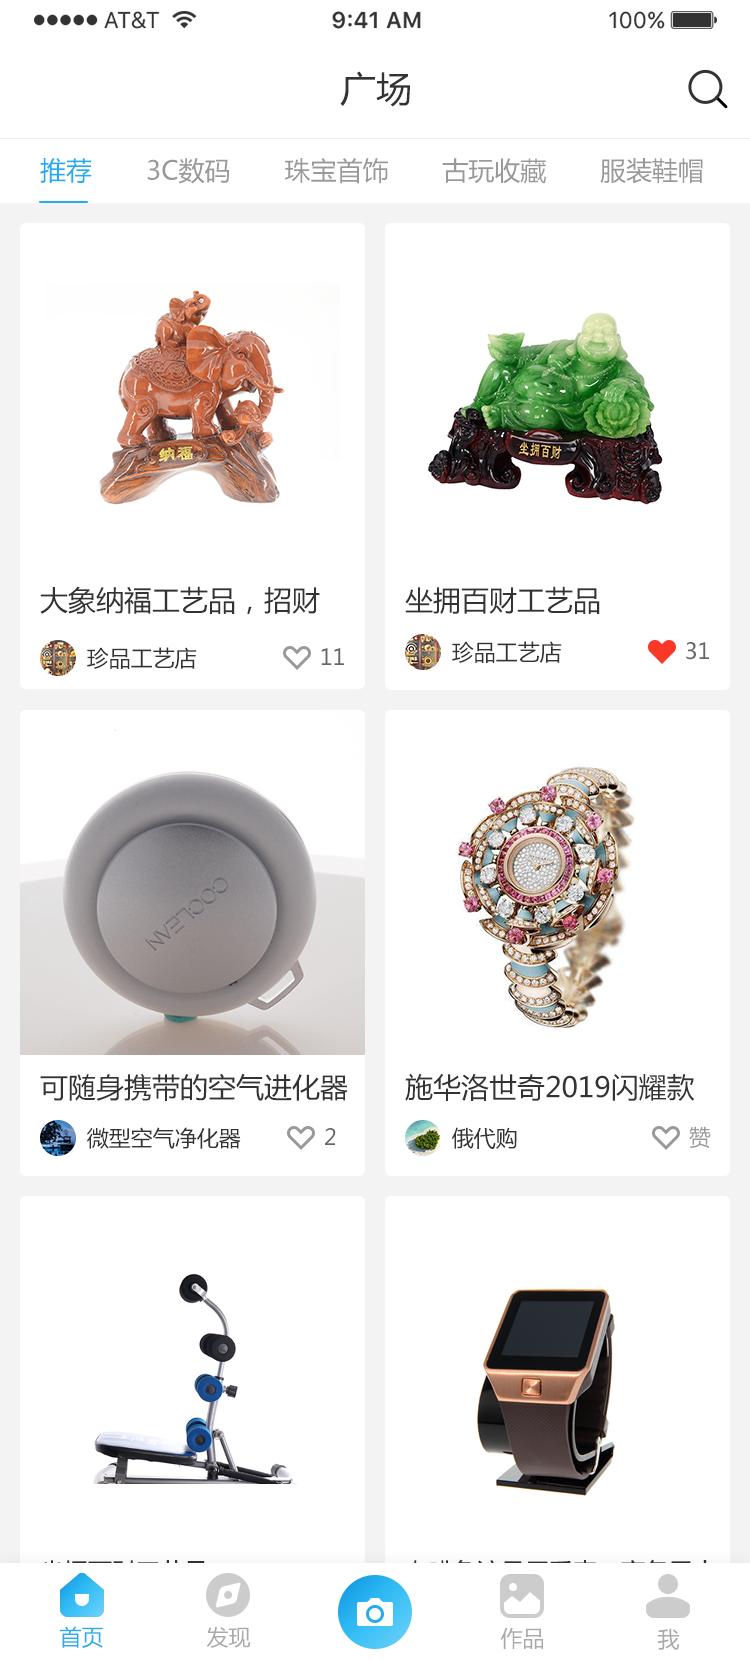 AT&T 9:41 AM 100%
广场
推荐 3C数码 珠宝首饰 古玩收藏 服装鞋帽
纳福
坐拥百财
大象纳福工艺品，招财
坐拥百财工艺品
珍品工艺店 11
珍品工艺店 31
COOLEAN
可随身携带的空气进化器
施华洛世奇2019闪耀款
微型空气净化器 2
俄代购 赞
首页 发现 作品 我